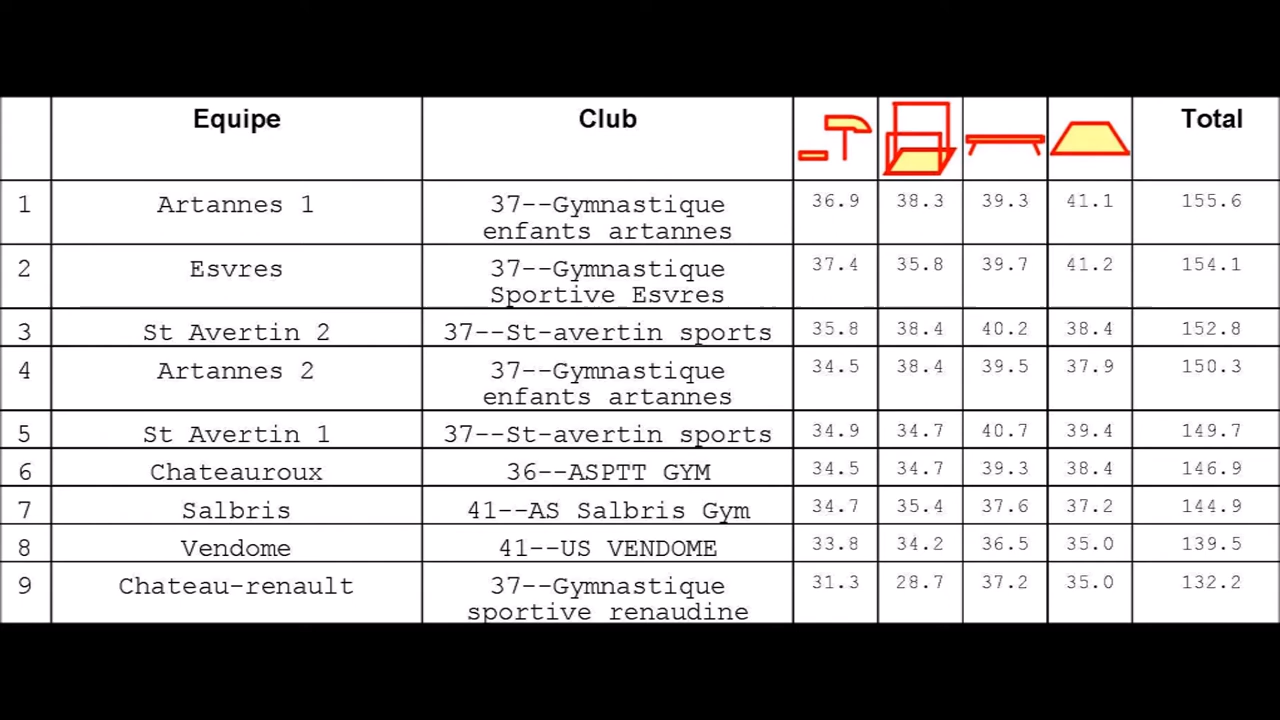 Equipe Club Total
1 Artannes 1 37--Gymnastique enfants artannes 36.9 38.3 39.3 41.1 155.6
2 Esvres 37--Gymnastique Sportive Esvres 37.4 35.8 39.7 41.2 154.1
3 St Avertin 2 37--St-avertin sports 35.8 38.4 40.2 38.4 152.8
4 Artannes 2 37--Gymnastique enfants artannes 34.5 38.4 39.5 37.9 150.3
5 St Avertin 1 37--St-avertin sports 34.9 34.7 40.7 39.4 149.7
6 Chateauroux 36--ASPTT GYM 34.5 34.7 39.3 38.4 146.9
7 Salbris 41--AS Salbris Gym 34.7 35.4 37.6 37.2 144.9
8 Vendome 41--US VENDOME 33.8 34.2 36.5 35.0 139.5
9 Chateau-renault 37--Gymnastique sportive renaudine 31.3 28.7 37.2 35.0 132.2